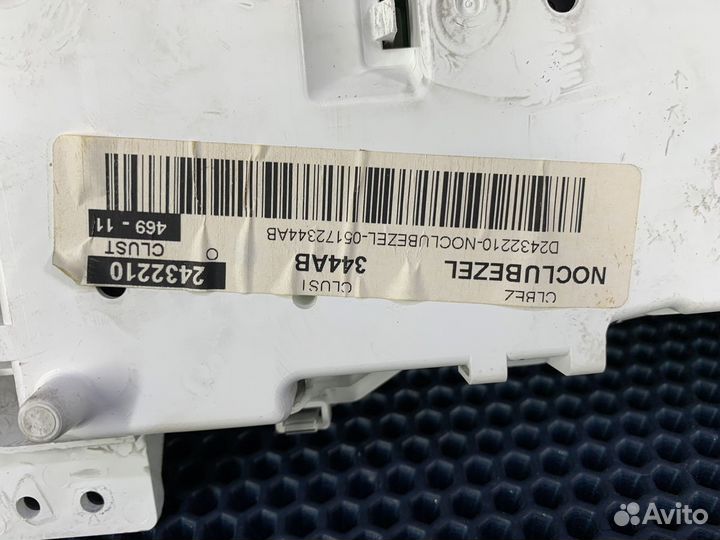 CLBEZ CLUST 2432210
NOCLUBEZEL 344AB O CLUST
D2432210-NOCLUBEZEL-05172344AB 469 - 11
Avito